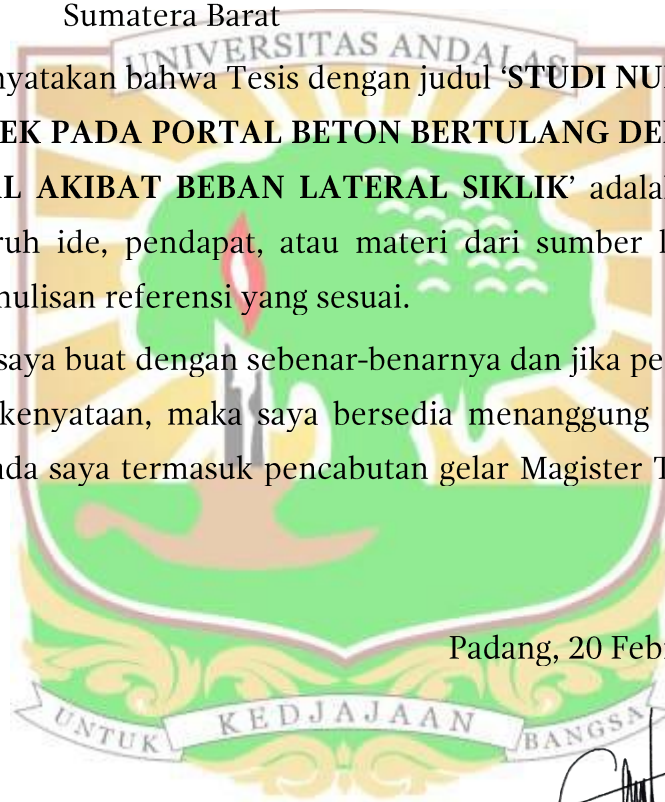 Sumatera Barat
UNIVERSITAS ANDALAS
nyatakan bahwa Tesis dengan judul ‘STUDI NU
EK PADA PORTAL BETON BERTULANG DE
L AKIBAT BEBAN LATERAL SIKLIK’ adala
ruh ide, pendapat, atau materi dari sumber l
nulisan referensi yang sesuai.
saya buat dengan sebenar-benarnya dan jika pe
kenyataan, maka saya bersedia menanggung
ada saya termasuk pencabutan gelar Magister T
Padang, 20 Feb
UNTUK KEDJAJAAN BANGSA